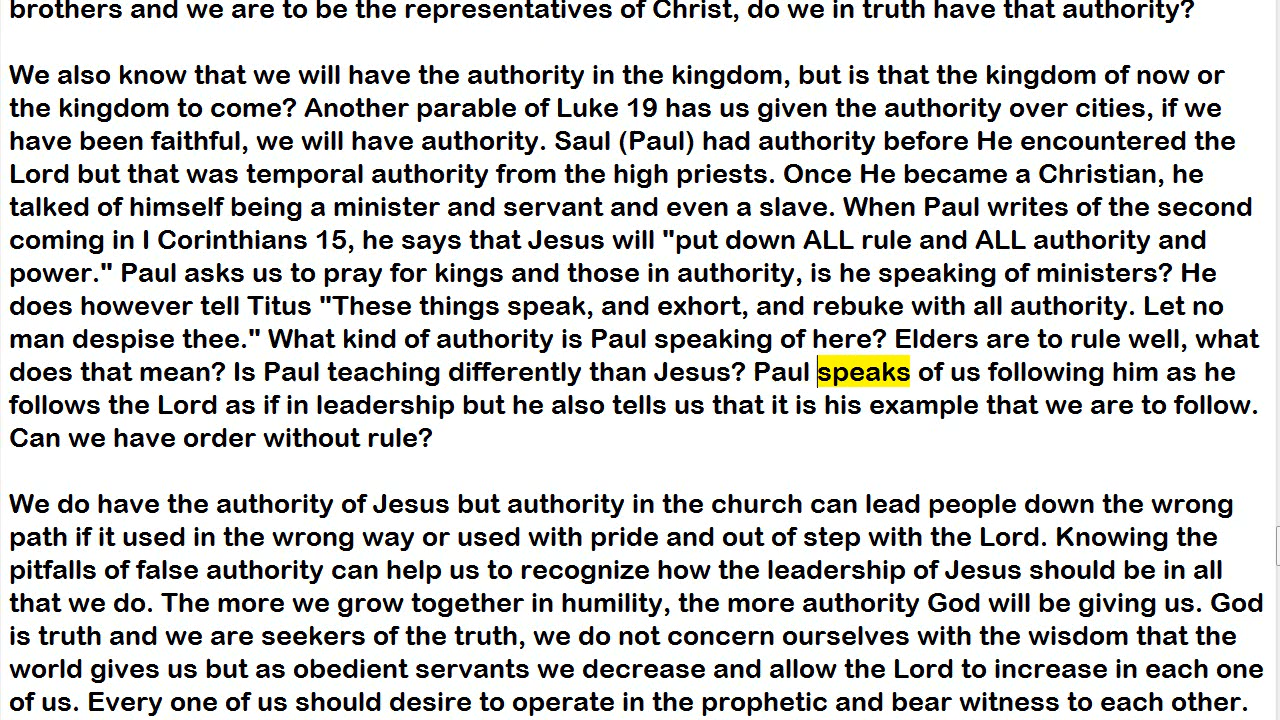 brothers and we are to be the representatives of Christ, do we in truth have that authority?
We also know that we will have the authority in the kingdom, but is that the kingdom of now or
the kingdom to come? Another parable of Luke 19 has us given the authority over cities, if we
have been faithful, we will have authority. Saul (Paul) had authority before He encountered the
Lord but that was temporal authority from the high priests. Once He became a Christian, he
talked of himself being a minister and servant and even a slave. When Paul writes of the second
coming in I Corinthians 15, he says that Jesus will "put down ALL rule and ALL authority and
power." Paul asks us to pray for kings and those in authority, is he speaking of ministers? He
does however tell Titus "These things speak, and exhort, and rebuke with all authority. Let no
man despise thee." What kind of authority is Paul speaking of here? Elders are to rule well, what
does that mean? Is Paul teaching differently than Jesus? Paul speaks of us following him as he
follows the Lord as if in leadership but he also tells us that it is his example that we are to follow.
Can we have order without rule?
We do have the authority of Jesus but authority in the church can lead people down the wrong
path if it used in the wrong way or used with pride and out of step with the Lord. Knowing the
pitfalls of false authority can help us to recognize how the leadership of Jesus should be in all
that we do. The more we grow together in humility, the more authority God will be giving us. God
is truth and we are seekers of the truth, we do not concern ourselves with the wisdom that the
world gives us but as obedient servants we decrease and allow the Lord to increase in each one
of us. Every one of us should desire to operate in the prophetic and bear witness to each other.